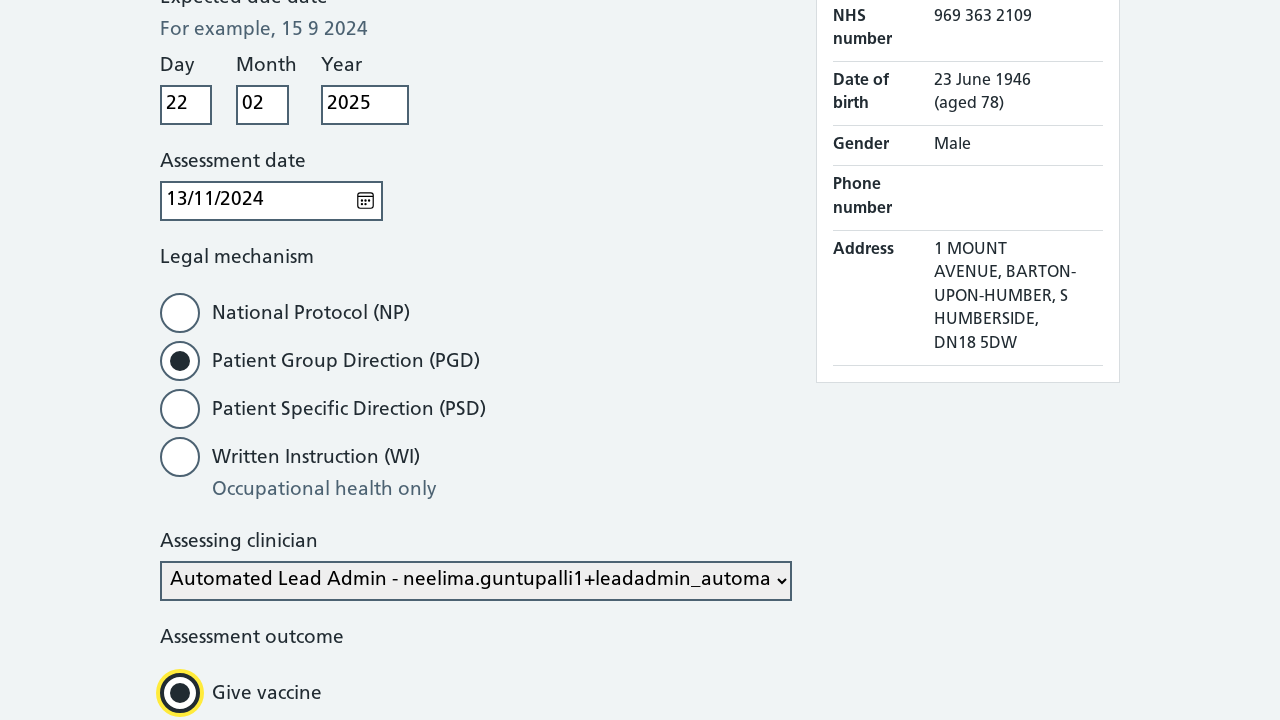 For example, 15 9 2024
Day Month Year
22 02 2025
Assessment date
13/11/2024
Legal mechanism
National Protocol (NP)
Patient Group Direction (PGD)
Patient Specific Direction (PSD)
Written Instruction (WI)
Occupational health only
Assessing clinician
Automated Lead Admin - neelima.guntupalli1+leadadmin_automa
Assessment outcome
Give vaccine
NHS number
969 363 2109
Date of birth
23 June 1946
(aged 78)
Gender
Male
Phone number
Address
1 MOUNT
AVENUE, BARTON-
UPON-HUMBER, S
HUMBERSIDE,
DN18 5DW